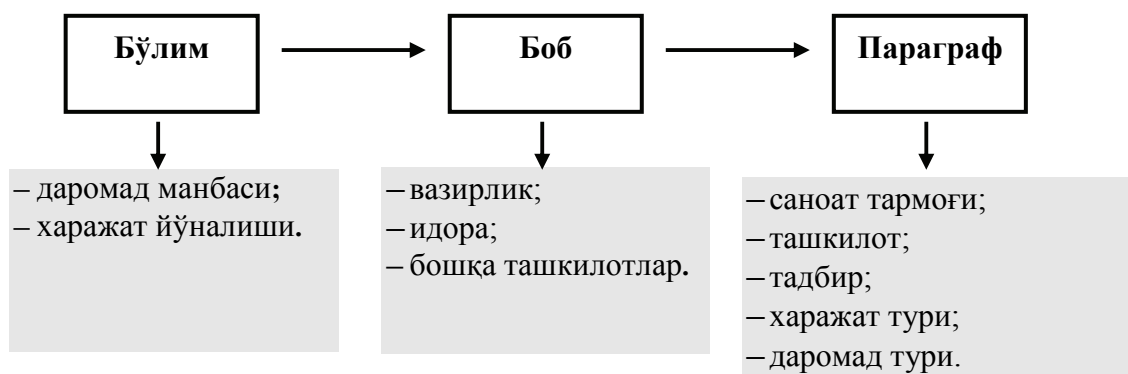 Бўлим
Боб
Параграф
– даромад манбаси;
– харажат йўналиши.
– вазирлик;
– идора;
– бошқа ташкилотлар.
– саноат тармоғи;
– ташкилот;
– тадбир;
– харажат тури;
– даромад тури.